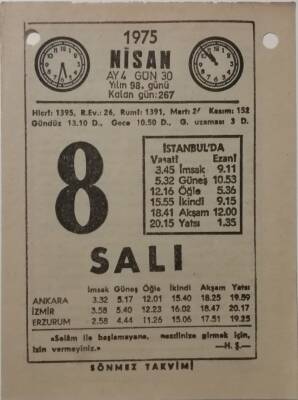 1975
NİSAN
AY 4 GÜN 30
Yılın 98. günü
Kalan gün: 267
Hicrî: 1395, R.Ev.: 26, Rumî: 1391, Mart: 26 Kasım: 152
Gündüz 13.10 D., Gece 10.50 D., G. uzaması 3 D.
8
İSTANBUL'DA
Vasatî Ezanî
3.45 İmsak 9.11
5.32 Güneş 10.53
12.16 Öğle 5.36
15.55 İkindi 9.15
18.41 Akşam 12.00
20.15 Yatsı 1.35
SALI
İmsak Güneş Öğle İkindi Akşam Yatsı
ANKARA 3.32 5.17 12.01 15.40 18.25 19.59
İZMİR 3.58 5.40 12.23 16.02 18.47 20.17
ERZURUM 2.58 4.44 11.26 15.06 17.51 19.25
«Selâm ile başlamayana, meclinize girmek için,
izin vermeyiniz.» —H. Ş.—
SÖNMEZ TAKVİMİ